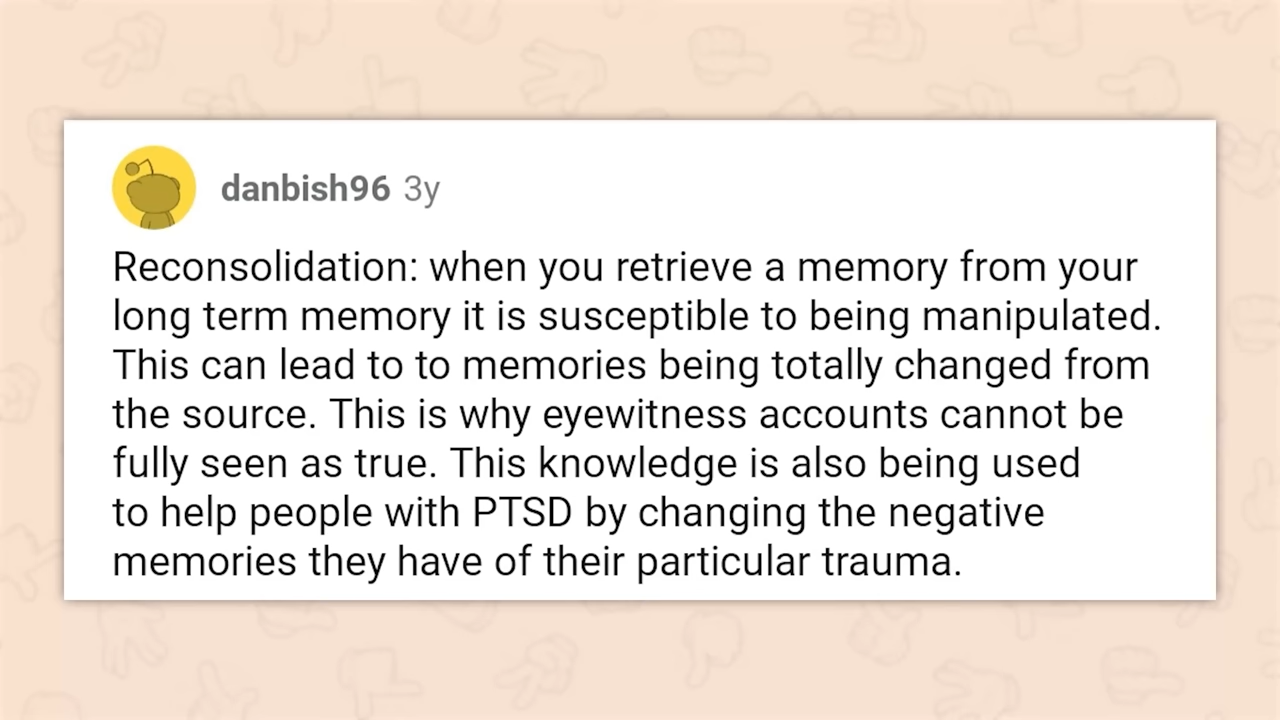 danbish96 3y
Reconsolidation: when you retrieve a memory from your
long term memory it is susceptible to being manipulated.
This can lead to to memories being totally changed from
the source. This is why eyewitness accounts cannot be
fully seen as true. This knowledge is also being used
to help people with PTSD by changing the negative
memories they have of their particular trauma.